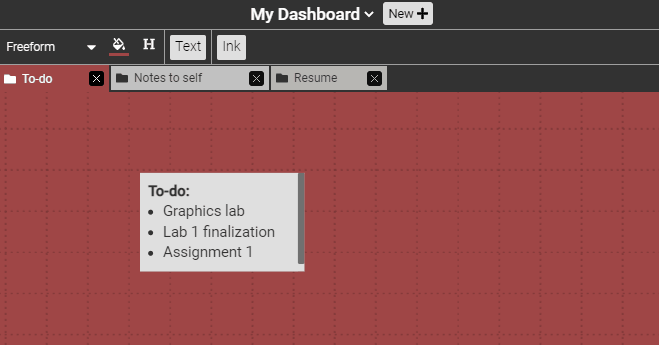 My Dashboard New
Freeform H Text Ink
To-do Notes to self Resume
To-do:
Graphics lab
Lab 1 finalization
Assignment 1